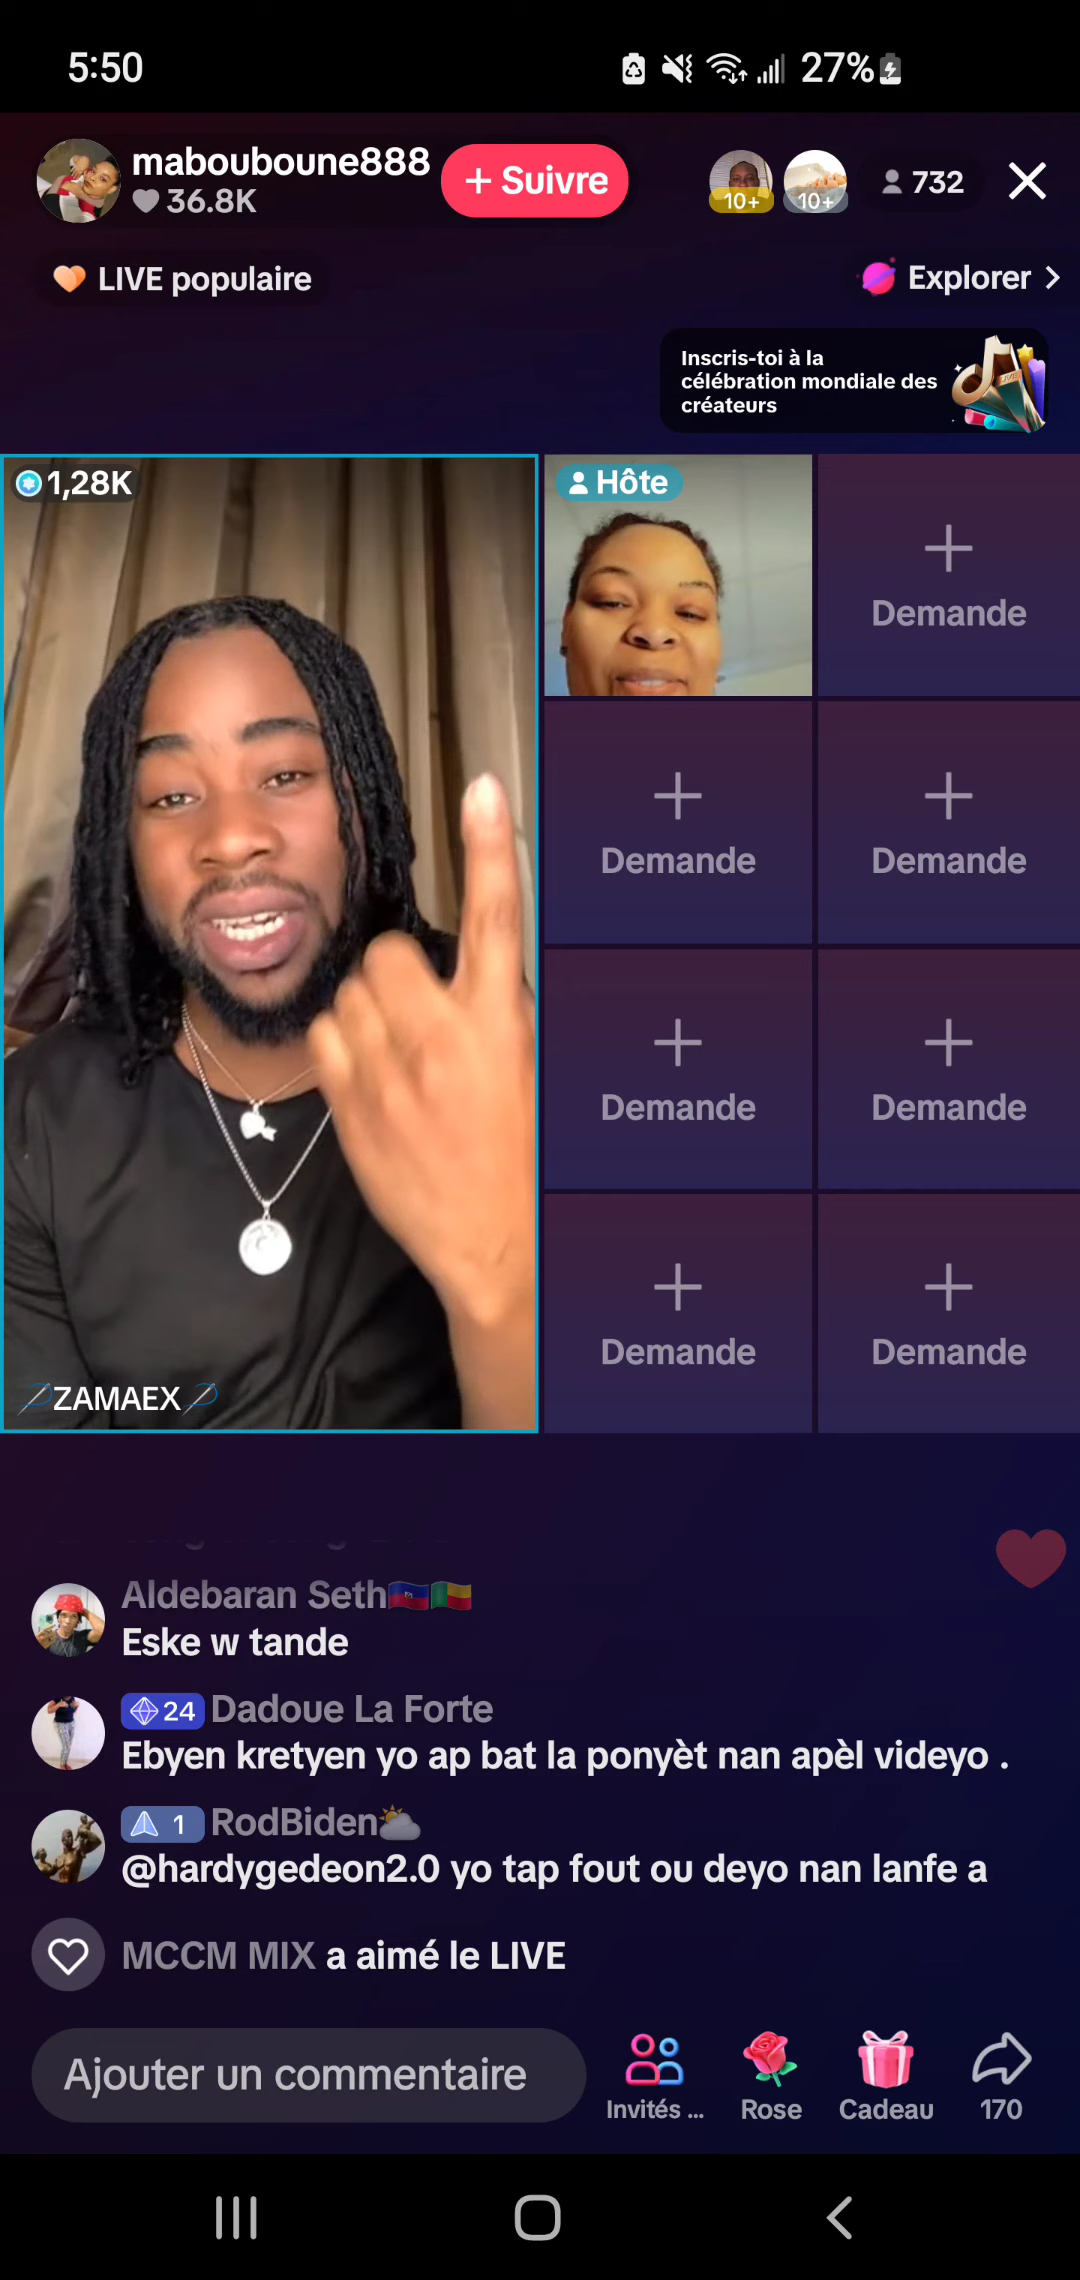 5:50
27%
mabouboune888
36.8K
+ Suivre
10+
10+
732
LIVE populaire
Explorer
Inscris-toi à la
célébration mondiale des
créateurs
1,28K
Hôte
Demande
Demande
Demande
Demande
Demande
Demande
Demande
ZAMAEX
Aldebaran Seth
Eske w tande
24 Dadoue La Forte
Ebyen kretyen yo ap bat la ponyèt nan apèl videyo .
1 RodBiden
@hardygedeon2.0 yo tap fout ou deyo nan lanfe a
MCCM MIX a aimé le LIVE
Ajouter un commentaire
Invités ...
Rose
Cadeau
170